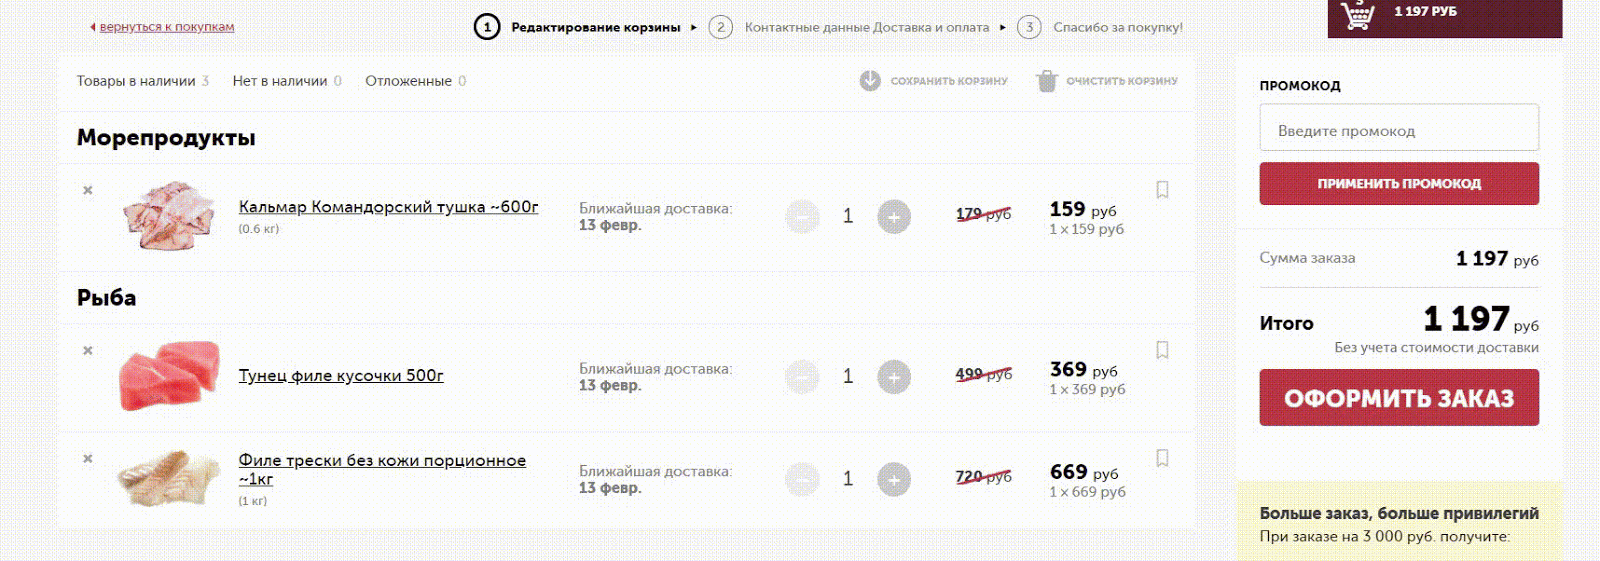 вернуться к покупкам
1 Редактирование корзины
2 Контактные данные Доставка и оплата
3 Спасибо за покупку!
1 197 РУБ
Товары в наличии 3
Нет в наличии 0
Отложенные 0
СОХРАНИТЬ КОРЗИНУ
ОЧИСТИТЬ КОРЗИНУ
Морепродукты
Кальмар Командорский тушка ~600г
(0.6 кг)
Ближайшая доставка:
13 февр.
1
179 руб
159 руб
1 x 159 руб
Рыба
Тунец филе кусочки 500г
Ближайшая доставка:
13 февр.
1
499 руб
369 руб
1 x 369 руб
Филе трески без кожи порционное
~1кг
(1 кг)
Ближайшая доставка:
13 февр.
1
720 руб
669 руб
1 x 669 руб
ПРОМОКОД
Введите промокод
ПРИМЕНИТЬ ПРОМОКОД
Сумма заказа 1 197 руб
Итого 1 197 руб
Без учета стоимости доставки
ОФОРМИТЬ ЗАКАЗ
Больше заказ, больше привилегий
При заказе на 3 000 руб. получите: